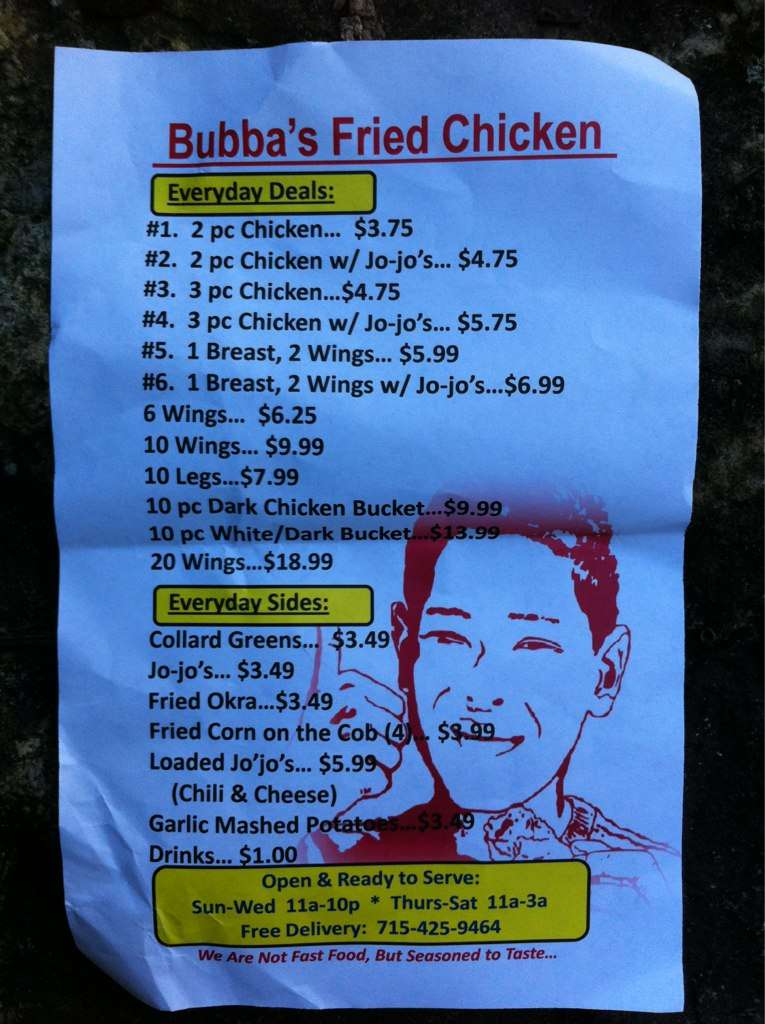 Bubba's Fried Chicken
Everyday Deals:
#1. 2 pc Chicken... $3.75
#2. 2 pc Chicken w/ Jo-jo's... $4.75
#3. 3 pc Chicken...$4.75
#4. 3 pc Chicken w/ Jo-jo's... $5.75
#5. 1 Breast, 2 Wings... $5.99
#6. 1 Breast, 2 Wings w/ Jo-jo's...$6.99
6 Wings... $6.25
10 Wings... $9.99
10 Legs...$7.99
10 pc Dark Chicken Bucket...$9.99
10 pc White/Dark Bucket...$13.99
20 Wings...$18.99
Everyday Sides:
Collard Greens... $3.49
Jo-jo's... $3.49
Fried Okra...$3.49
Fried Corn on the Cob (4)... $3.99
Loaded Jo'jo's... $5.99
(Chili & Cheese)
Garlic Mashed Potatoes...$3.49
Drinks... $1.00
Open & Ready to Serve:
Sun-Wed 11a-10p * Thurs-Sat 11a-3a
Free Delivery: 715-425-9464
We Are Not Fast Food, But Seasoned to Taste...